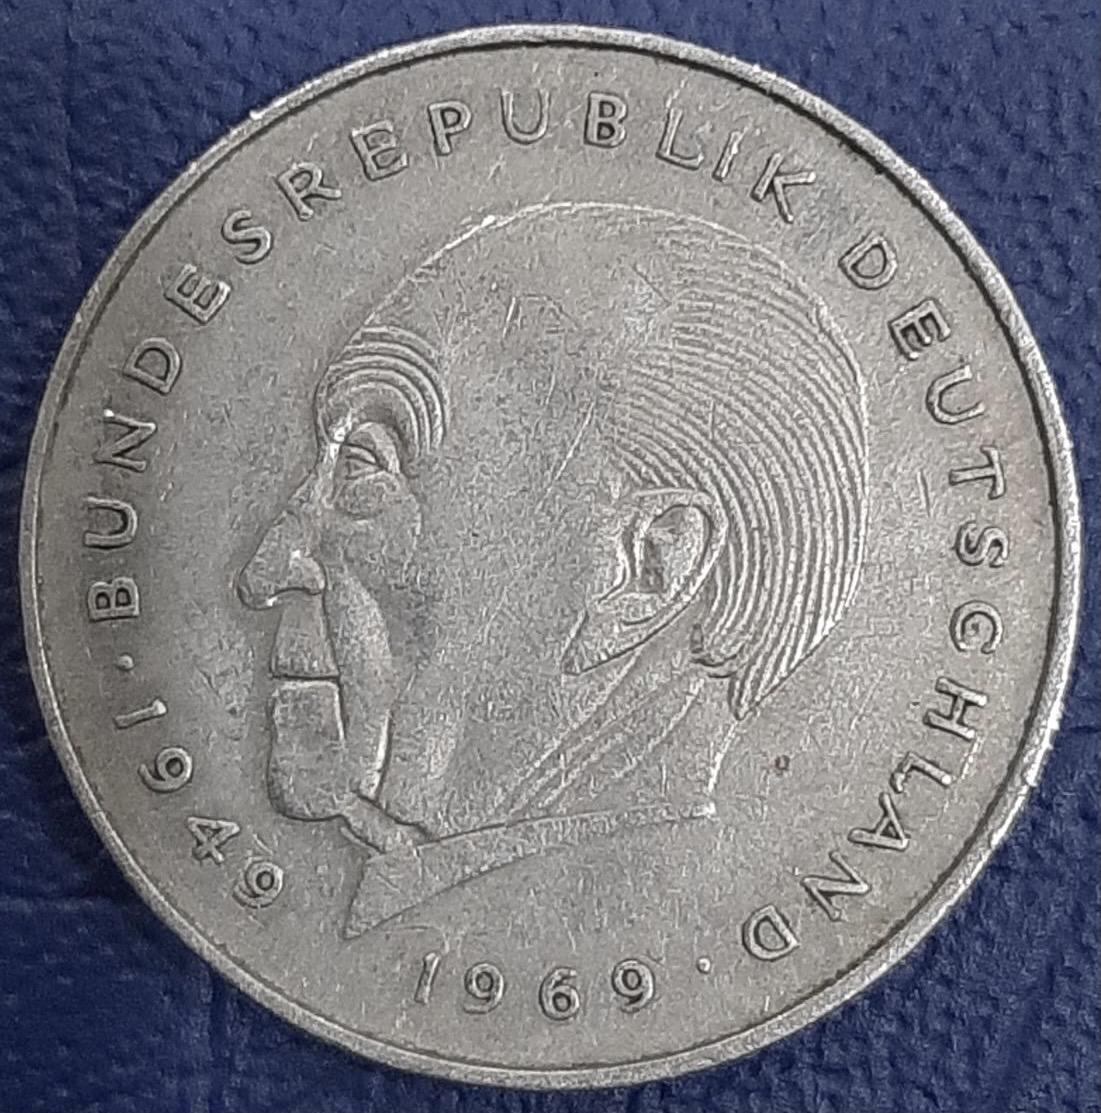 BUNDESREPUBLIK DEUTSCHLAND · 1969
1949 ·